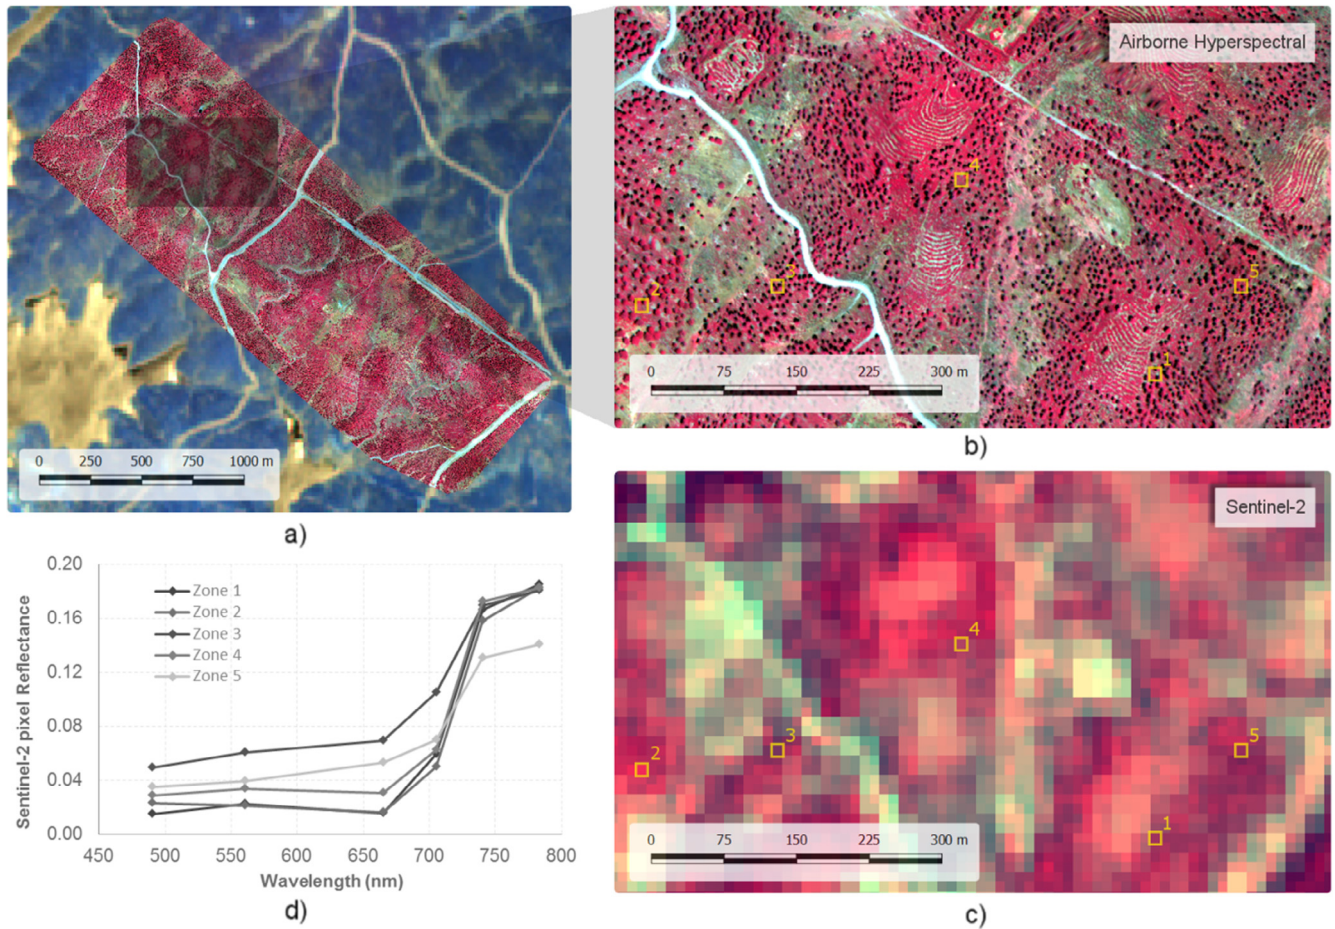 0 250 500 750 1000 m
a)
Airborne Hyperspectral
4
2
3
5
1
0 75 150 225 300 m
b)
Sentinel-2
4
2
3
5
1
0 75 150 225 300 m
c)
Sentinel-2 pixel Reflectance
0.20
0.16
0.12
0.08
0.04
0.00
Zone 1
Zone 2
Zone 3
Zone 4
Zone 5
450 500 550 600 650 700 750 800
Wavelength (nm)
d)